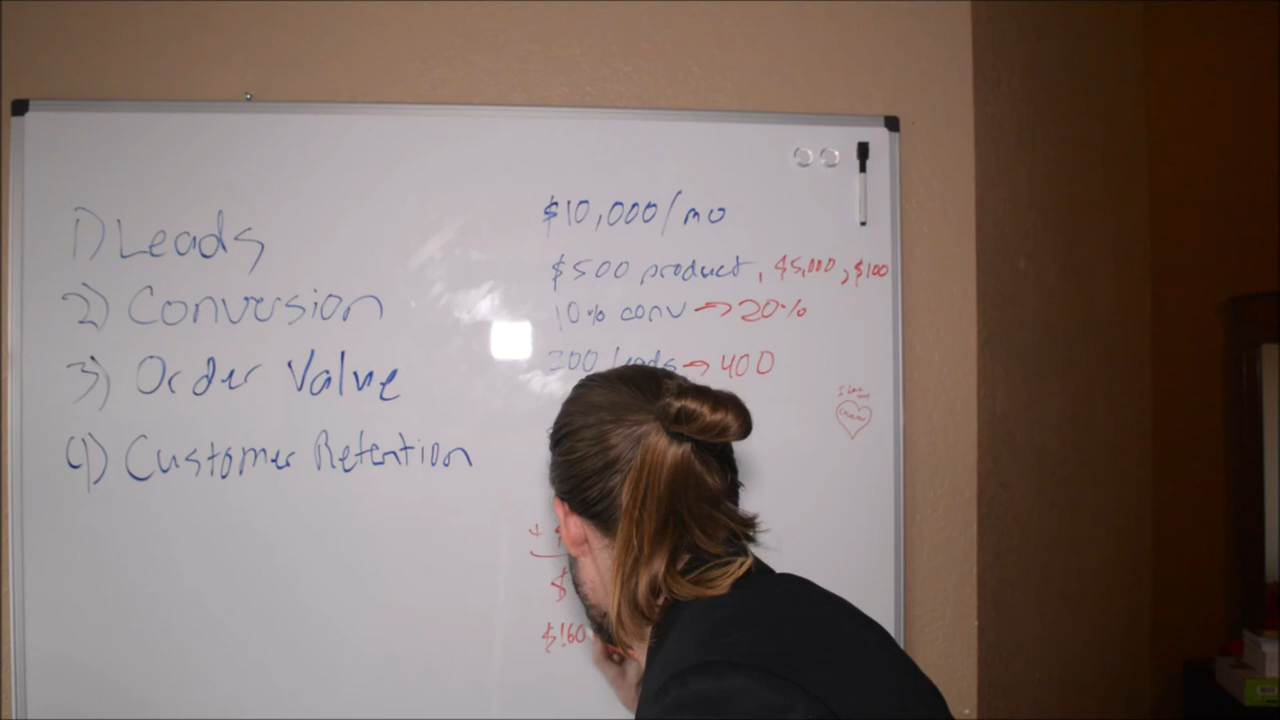 1) Leads
2) Conversion
3) Order Value
4) Customer Retention
$10,000/mo
$500 product, $5,000, $100
10% conv → 20%
200 leads → 400
I love
+
$
$160